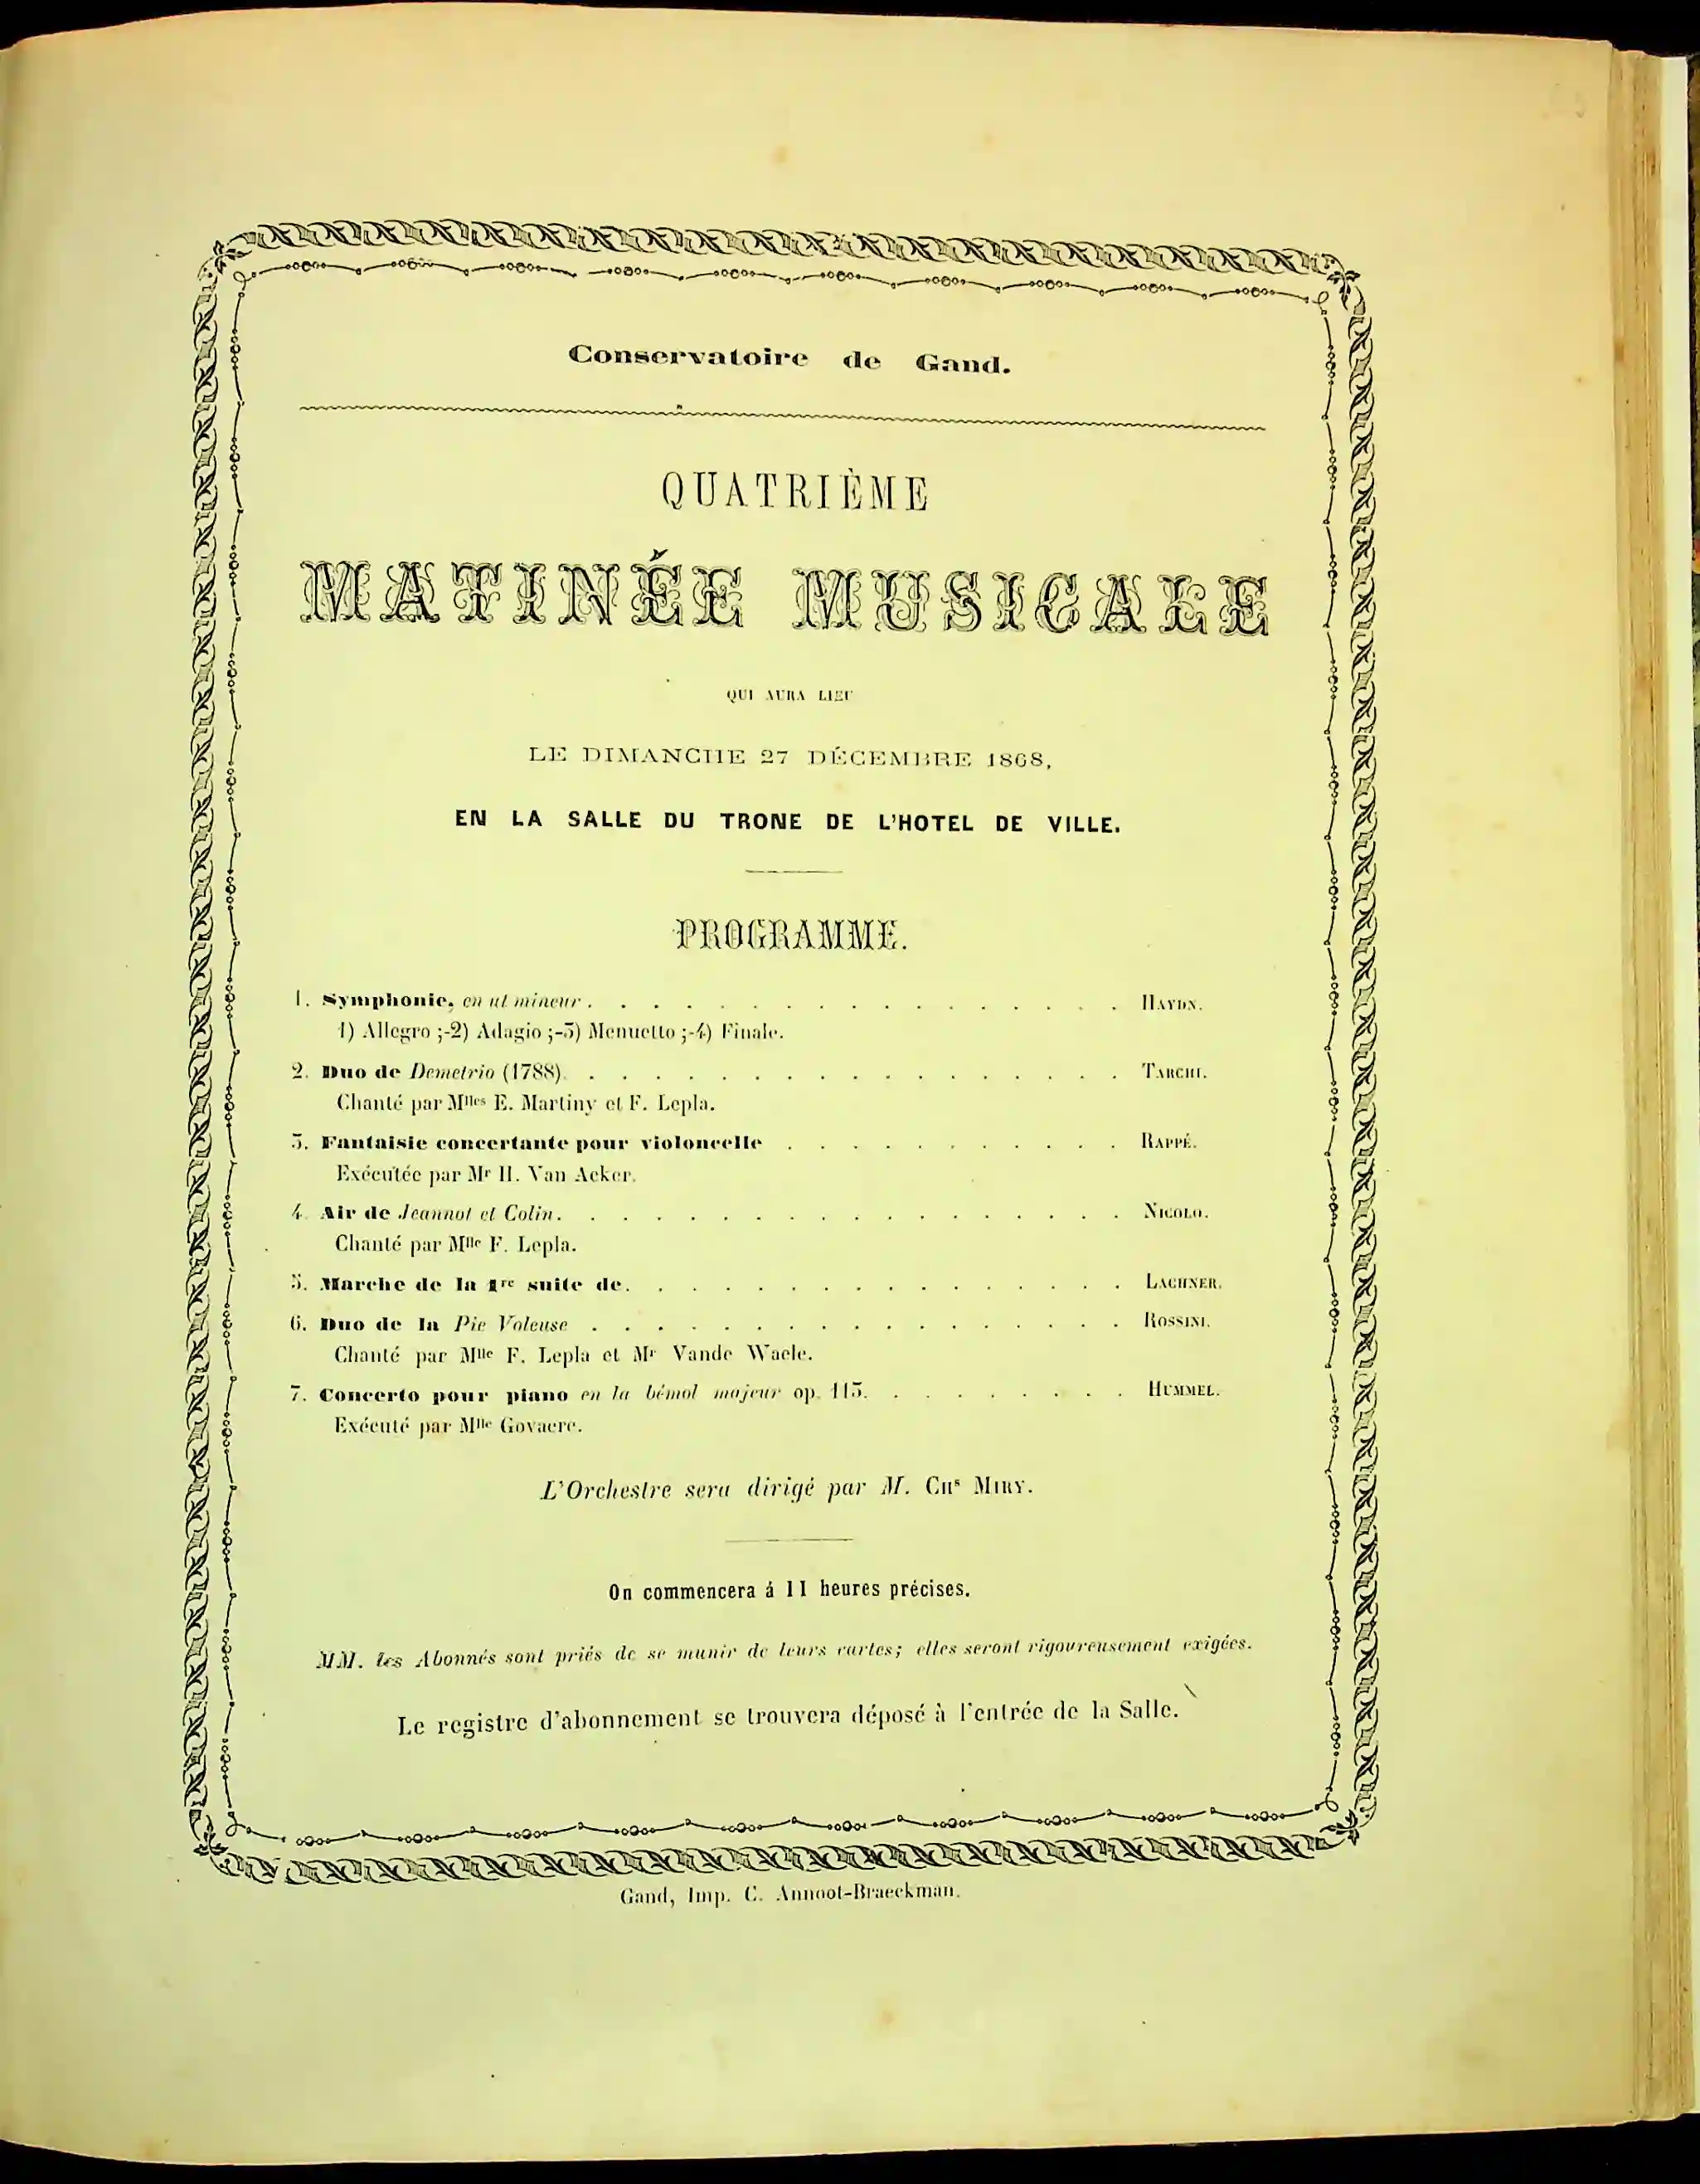 Conservatoire de Gand.
QUATRIÈME
MATINÉE MUSICALE
QUI AURA LIEU
LE DIMANCHE 27 DÉCEMBRE 1868,
EN LA SALLE DU TRONE DE L'HOTEL DE VILLE.
PROGRAMME.
1. Symphonie, en ut mineur . . . . . . . . . . . . . . . . . HAYDN.
1) Allegro ;-2) Adagio ;-3) Menuetto ;-4) Finale.
2. Duo de Demetrio (1788) . . . . . . . . . . . . . . . . . TARCHI.
Chanté par Mlles E. Martiny et F. Lepla.
3. Fantaisie concertante pour violoncelle . . . . . . . . . . . RAPPÉ.
Exécutée par Mr H. Van Acker.
4. Air de Jeannot et Colin. . . . . . . . . . . . . . . . . . NICOLO.
Chanté par Mlle F. Lepla.
5. Marche de la 1re suite de. . . . . . . . . . . . . . . . LACHNER.
6. Duo de la Pie Voleuse . . . . . . . . . . . . . . . . . ROSSINI.
Chanté par Mlle F. Lepla et Mr Vande Waele.
7. Concerto pour piano en la bémol majeur op. 113. . . . . . . . . HUMMEL.
Exécuté par Mlle Govaere.
L'Orchestre sera dirigé par M. CHs MIRY.
On commencera á 11 heures précises.
MM. les Abonnés sont priés de se munir de leurs cartes; elles seront rigoureusement exigées.
Le registre d'abonnement se trouvera déposé à l'entrée de la Salle.
Gand, Imp. C. Annoot-Braeckman.